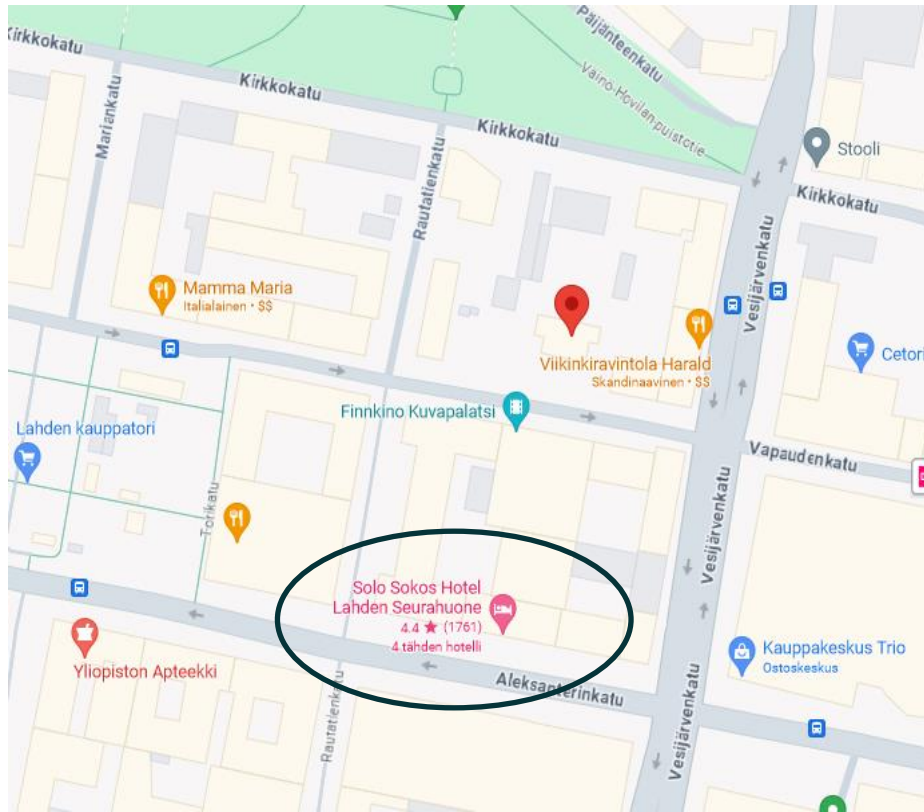 Kirkkokatu
Kirkkokatu
Mariankatu
Rautatienkatu
Kirkkokatu
Päijänteenkatu
Vaino-Hovilan-puistotie
Stooli
Kirkkokatu
Vesijärvenkatu
Mamma Maria
Italialainen • $$
Viikinkiravintola Harald
Skandinaavinen • $$
Cetori
Finnkino Kuvapalatsi
Lahden kauppatori
Torikatu
Vapaudenkatu
Vesijärvenkatu
Solo Sokos Hotel
Lahden Seurahuone
4.4 ★ (1761)
4 tähden hotelli
Yliopiston Apteekki
Aleksanterinkatu
Kauppakeskus Trio
Ostoskeskus
Rautatienkatu
Vesijärvenkatu